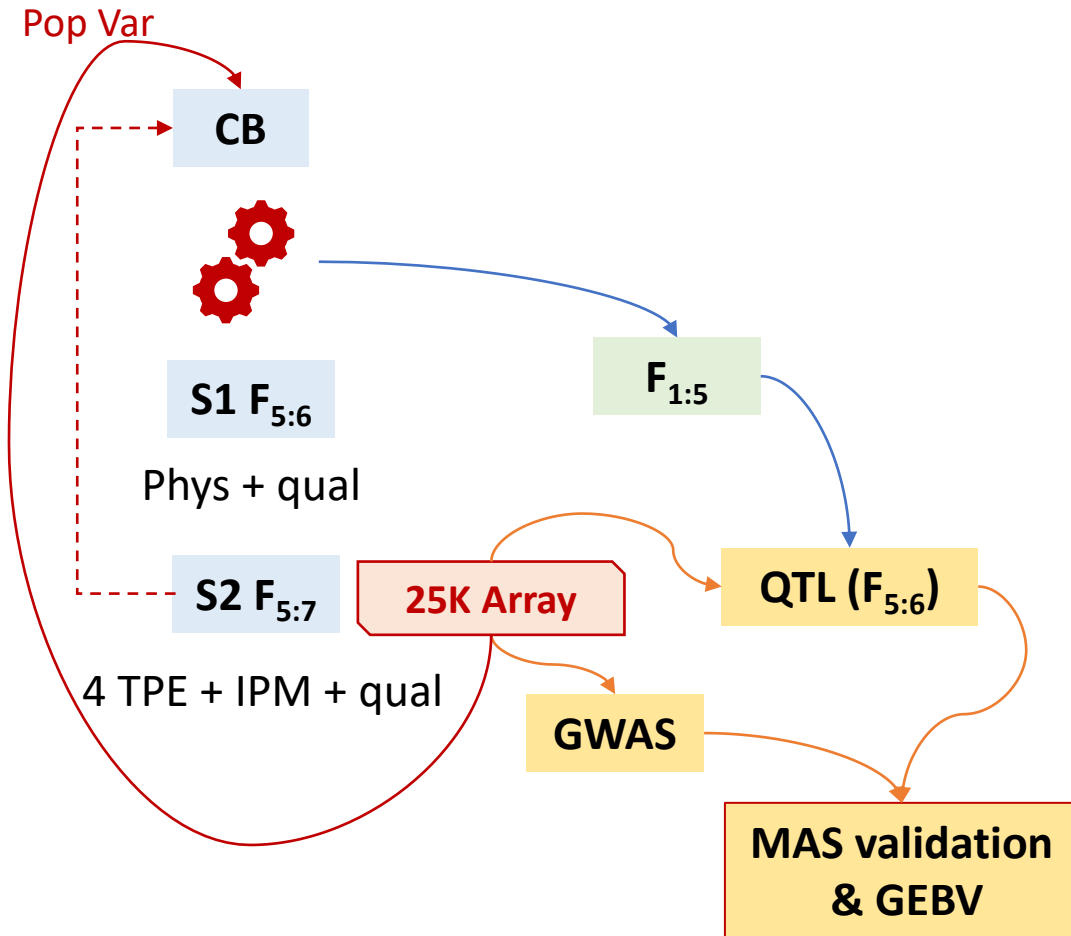 Pop Var
CB
S1 F5:6
F1:5
Phys + qual
S2 F5:7
25K Array
QTL (F5:6)
4 TPE + IPM + qual
GWAS
MAS validation
& GEBV